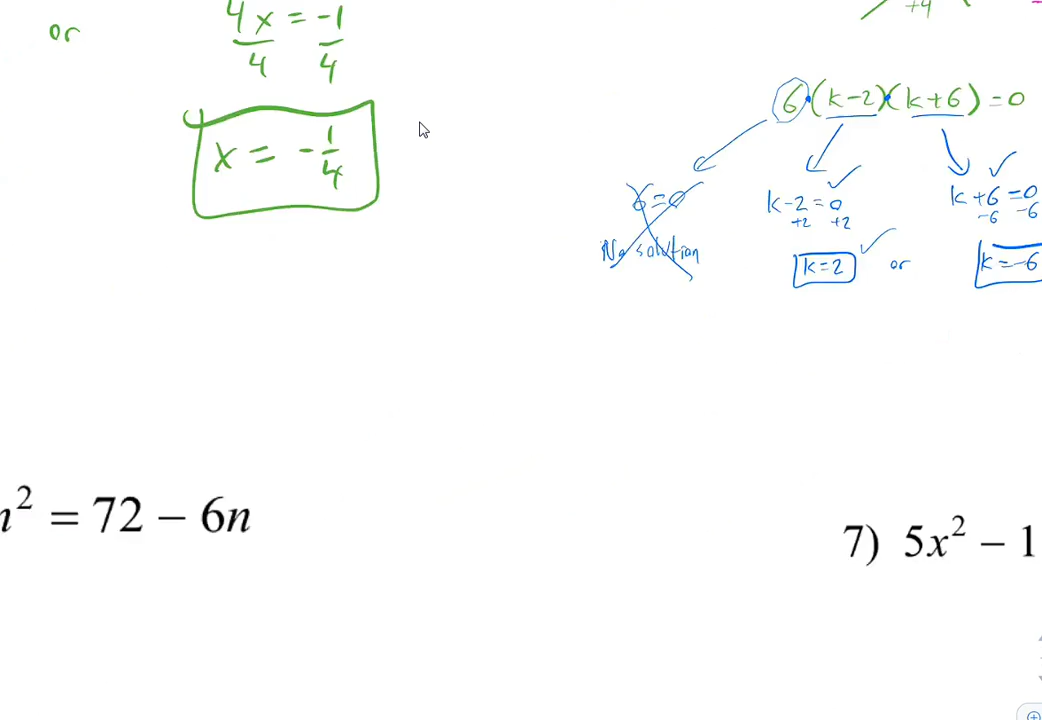 or
4x = -1
4 4
x = -1/4
+4
6·(k-2)·(k+6) = 0
6=0
No solution
k-2=0
+2 +2
k=2
or
k+6=0
-6 -6
k=-6
n² = 72 − 6n
7) 5x² − 1